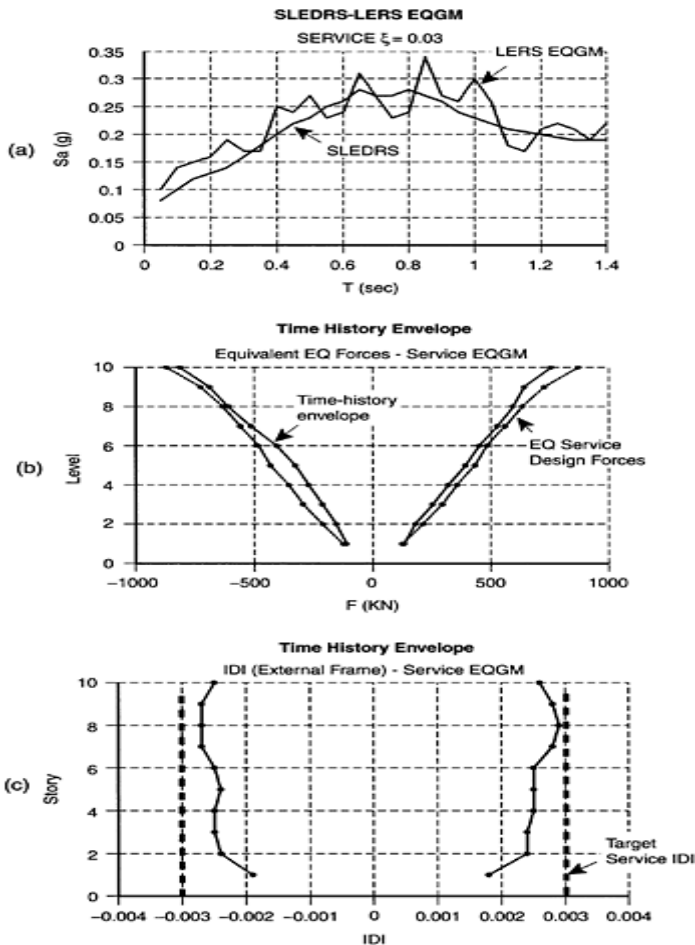 SLEDRS-LERS EQGM
SERVICE ξ = 0.03
0.35
0.3
0.25
0.2
0.15
0.1
0.05
0
Sa (g)
(a)
LERS EQGM
SLEDRS
0
0.2
0.4
0.6
0.8
1
1.2
1.4
T (sec)
Time History Envelope
Equivalent EQ Forces - Service EQGM
10
8
6
4
2
0
Level
(b)
Time-history
envelope
EQ Service
Design Forces
−1000
−500
0
500
1000
F (KN)
Time History Envelope
IDI (External Frame) - Service EQGM
10
8
6
4
2
0
Story
(c)
Target
Service IDI
−0.004
−0.003
−0.002
−0.001
0
0.001
0.002
0.003
0.004
IDI